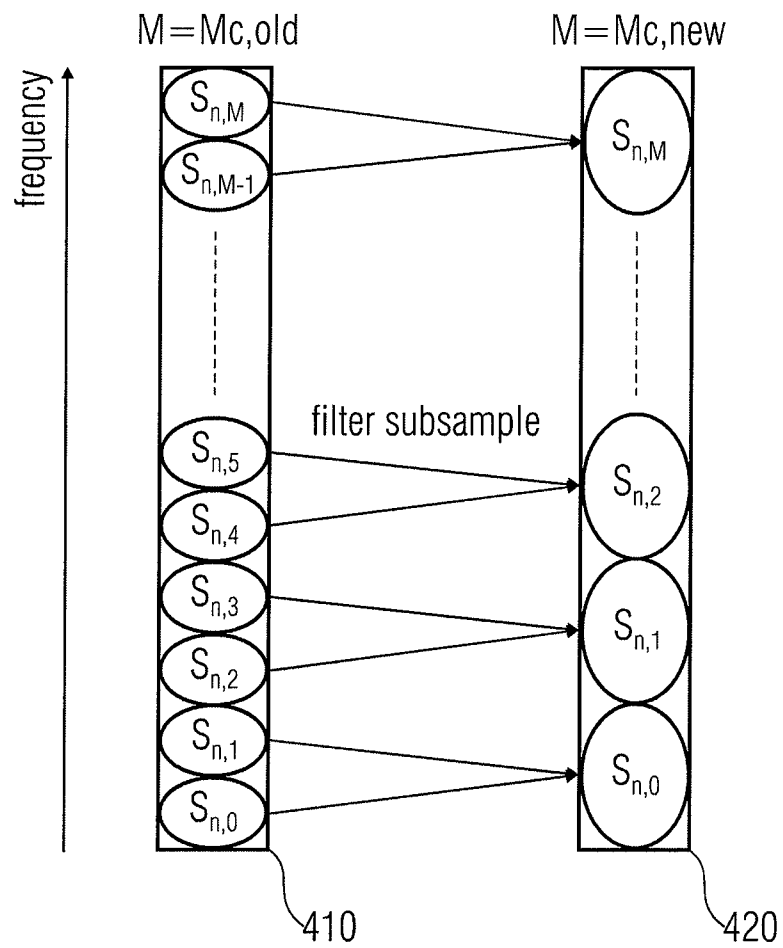 M=Mc,old
M=Mc,new
frequency
Sn,M
Sn,M-1
Sn,M
filter subsample
Sn,5
Sn,4
Sn,3
Sn,2
Sn,1
Sn,0
Sn,2
Sn,1
Sn,0
410
420